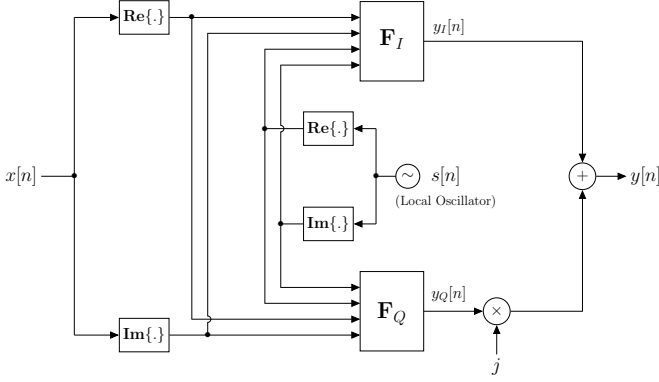 Re{.}
F_I
y_I[n]
Re{.}
x[n]
∼
s[n]
+
y[n]
(Local Oscillator)
Im{.}
y_Q[n]
F_Q
×
Im{.}
j